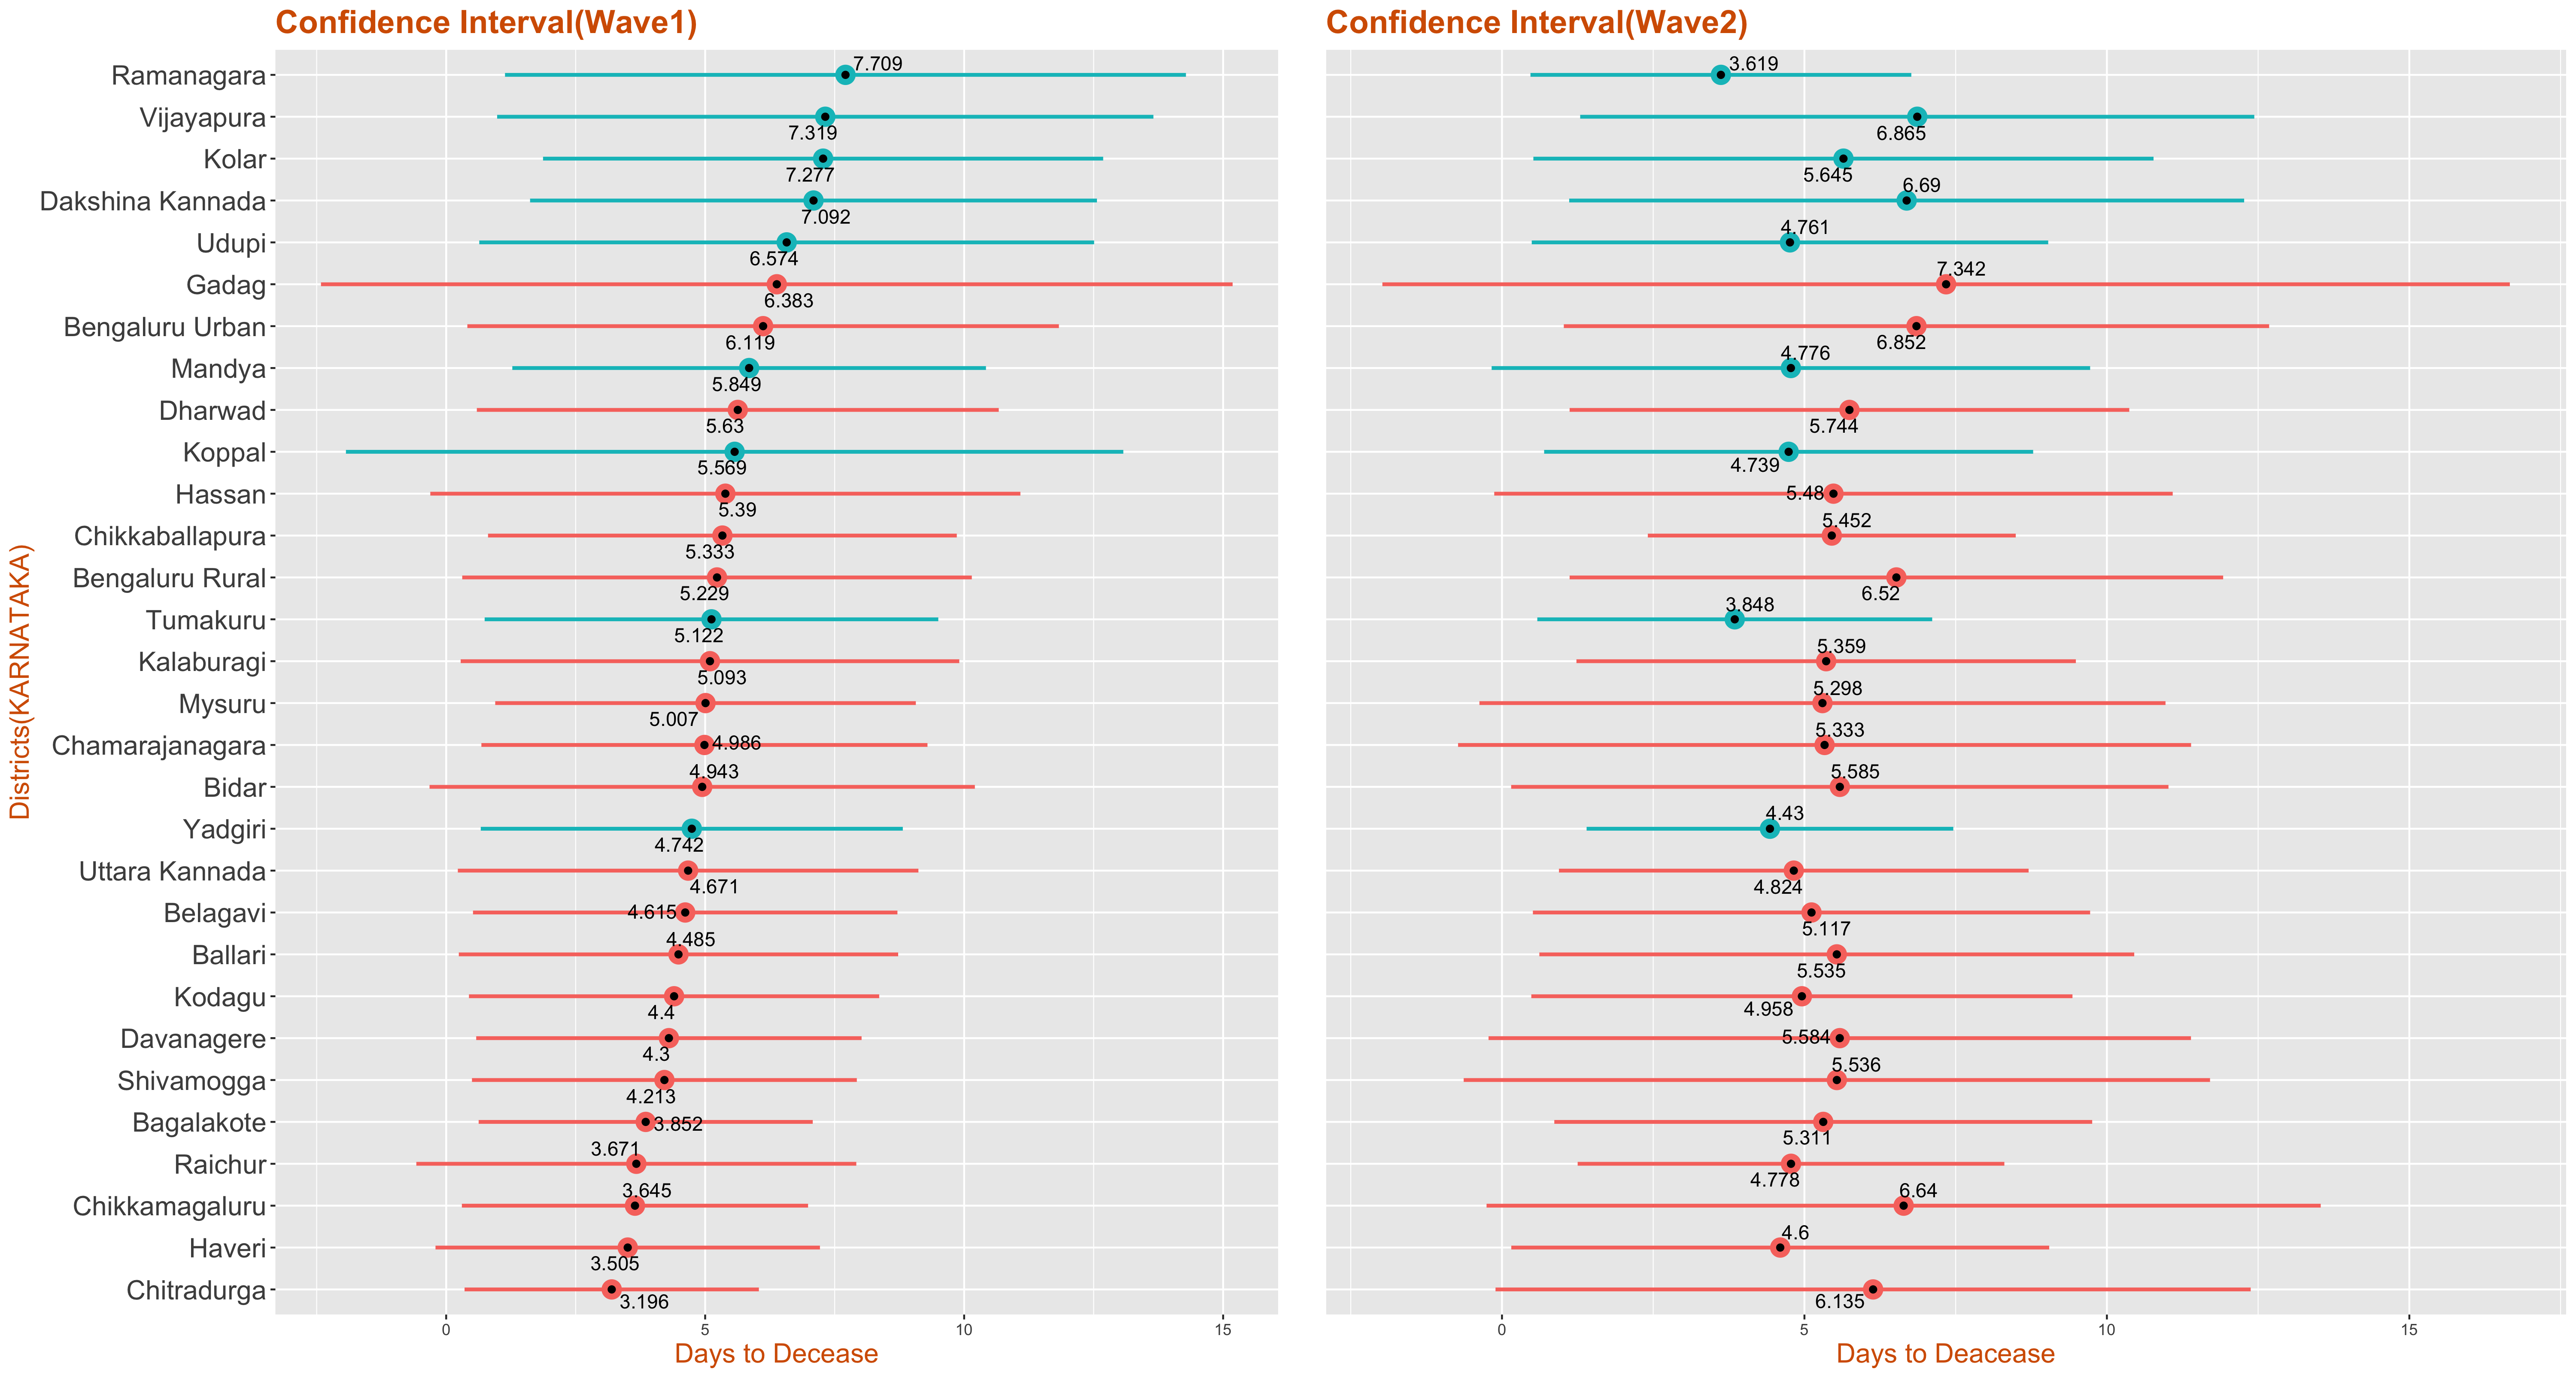 Confidence Interval(Wave1)
Confidence Interval(Wave2)
Districts(KARNATAKA)
Ramanagara 7.709 3.619
Vijayapura 7.319 6.865
Kolar 7.277 5.645
Dakshina Kannada 7.092 6.69
Udupi 6.574 4.761
Gadag 6.383 7.342
Bengaluru Urban 6.119 6.852
Mandya 5.849 4.776
Dharwad 5.63 5.744
Koppal 5.569 4.739
Hassan 5.39 5.48
Chikkaballapura 5.333 5.452
Bengaluru Rural 5.229 6.52
Tumakuru 5.122 3.848
Kalaburagi 5.093 5.359
Mysuru 5.007 5.298
Chamarajanagara 4.986 5.333
Bidar 4.943 5.585
Yadgiri 4.742 4.43
Uttara Kannada 4.671 4.824
Belagavi 4.615 5.117
Ballari 4.485 5.535
Kodagu 4.4 4.958
Davanagere 4.3 5.584
Shivamogga 4.213 5.536
Bagalakote 3.852 5.311
Raichur 3.671 4.778
Chikkamagaluru 3.645 6.64
Haveri 3.505 4.6
Chitradurga 3.196 6.135
0 5 10 15
0 5 10 15
Days to Decease
Days to Deacease